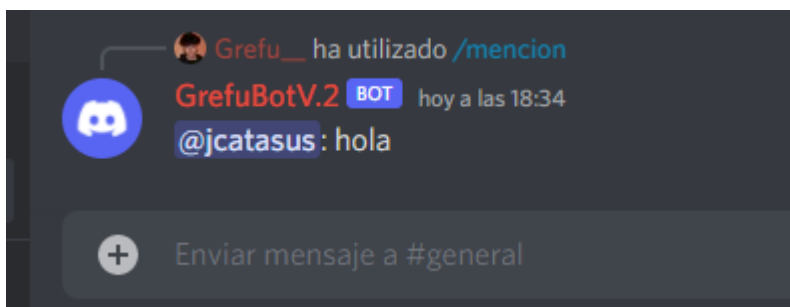 Grefu__ ha utilizado /mencion
GrefuBotV.2 BOT hoy a las 18:34
@jcatasus: hola
Enviar mensaje a #general